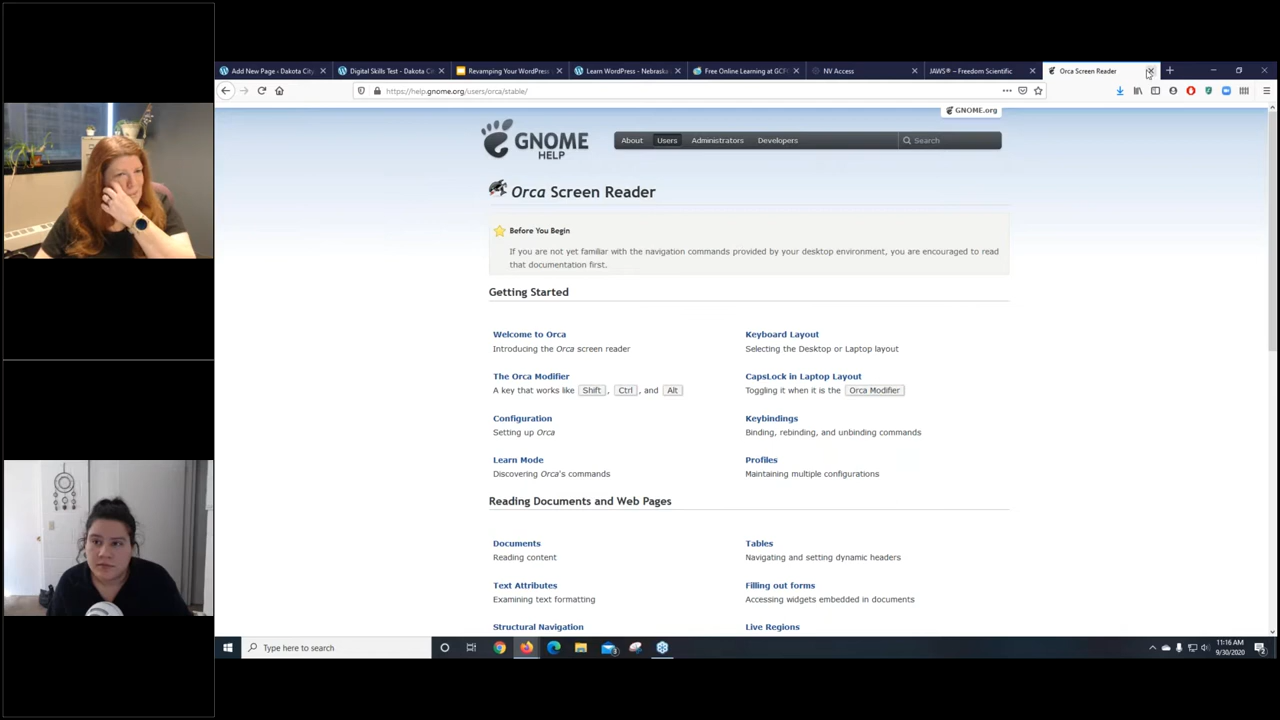 Add New Page ‹ Dakota City
Digital Skills Test - Dakota C
Revamping Your WordPress
Learn WordPress - Nebraska
Free Online Learning at GCF
NV Access
JAWS® – Freedom Scientific
Orca Screen Reader
https://help.gnome.org/users/orca/stable/
GNOME.org
GNOME
HELP
About Users Administrators Developers Search
Orca Screen Reader
Before You Begin
If you are not yet familiar with the navigation commands provided by your desktop environment, you are encouraged to read
that documentation first.
Getting Started
Welcome to Orca
Introducing the Orca screen reader
Keyboard Layout
Selecting the Desktop or Laptop layout
The Orca Modifier
A key that works like Shift , Ctrl , and Alt
CapsLock in Laptop Layout
Toggling it when it is the Orca Modifier
Configuration
Setting up Orca
Keybindings
Binding, rebinding, and unbinding commands
Learn Mode
Discovering Orca's commands
Profiles
Maintaining multiple configurations
Reading Documents and Web Pages
Documents
Reading content
Tables
Navigating and setting dynamic headers
Text Attributes
Examining text formatting
Filling out forms
Accessing widgets embedded in documents
Structural Navigation
Live Regions
Type here to search
11:16 AM
9/30/2020